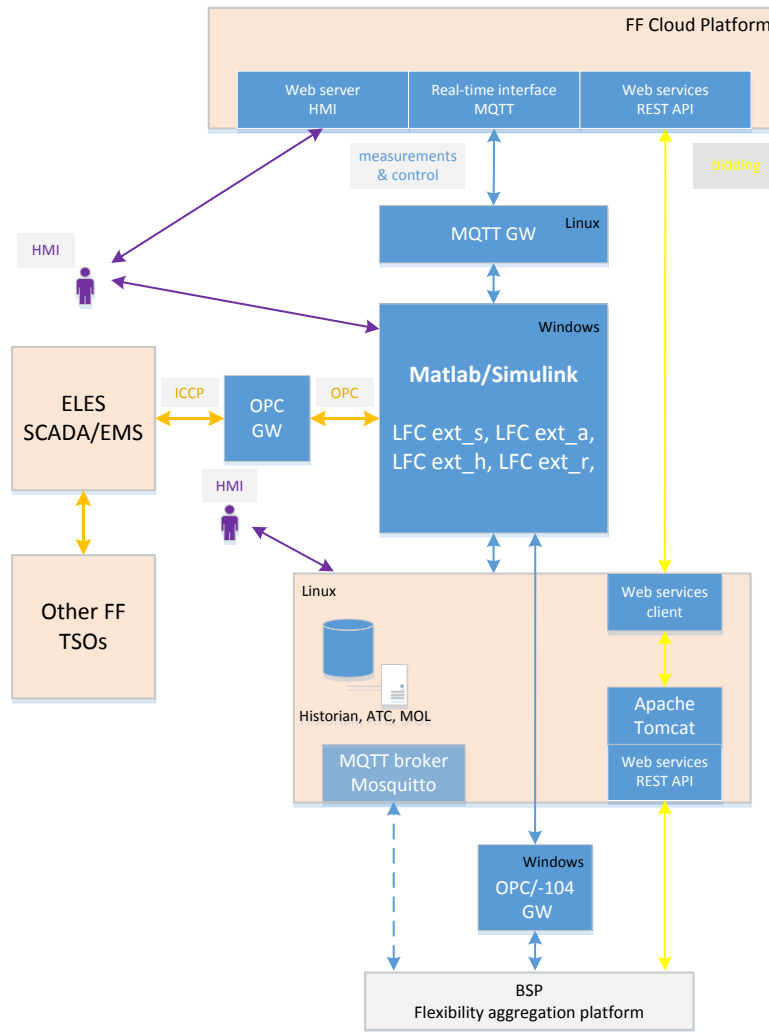 FF Cloud Platform
Web server
HMI
Real-time interface
MQTT
Web services
REST API
measurements
& control
bidding
Linux
MQTT GW
HMI
Windows
Matlab/Simulink
LFC ext_s, LFC ext_a,
LFC ext_h, LFC ext_r,
ELES
SCADA/EMS
ICCP
OPC
GW
OPC
HMI
Other FF
TSOs
Linux
Web services
client
Historian, ATC, MOL
Apache
Tomcat
MQTT broker
Mosquitto
Web services
REST API
Windows
OPC/-104
GW
BSP
Flexibility aggregation platform